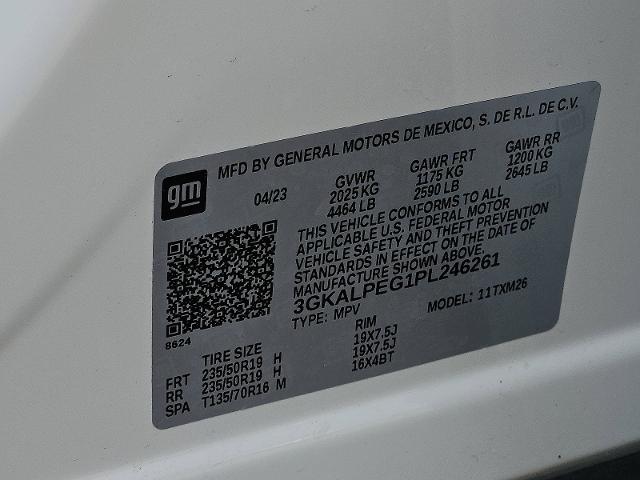 MFD BY GENERAL MOTORS DE MEXICO, S. DE R.L. DE C.V.
gm
04/23
GVWR GAWR FRT GAWR RR
2025 KG 1175 KG 1200 KG
4464 LB 2590 LB 2645 LB
THIS VEHICLE CONFORMS TO ALL
APPLICABLE U.S. FEDERAL MOTOR
VEHICLE SAFETY AND THEFT PREVENTION
STANDARDS IN EFFECT ON THE DATE OF
MANUFACTURE SHOWN ABOVE.
3GKALPEG1PL246261
TYPE: MPV MODEL: 11TXM26
8624
TIRE SIZE RIM
FRT 235/50R19 H 19X7.5J
RR 235/50R19 H 19X7.5J
SPA T135/70R16 M 16X4BT